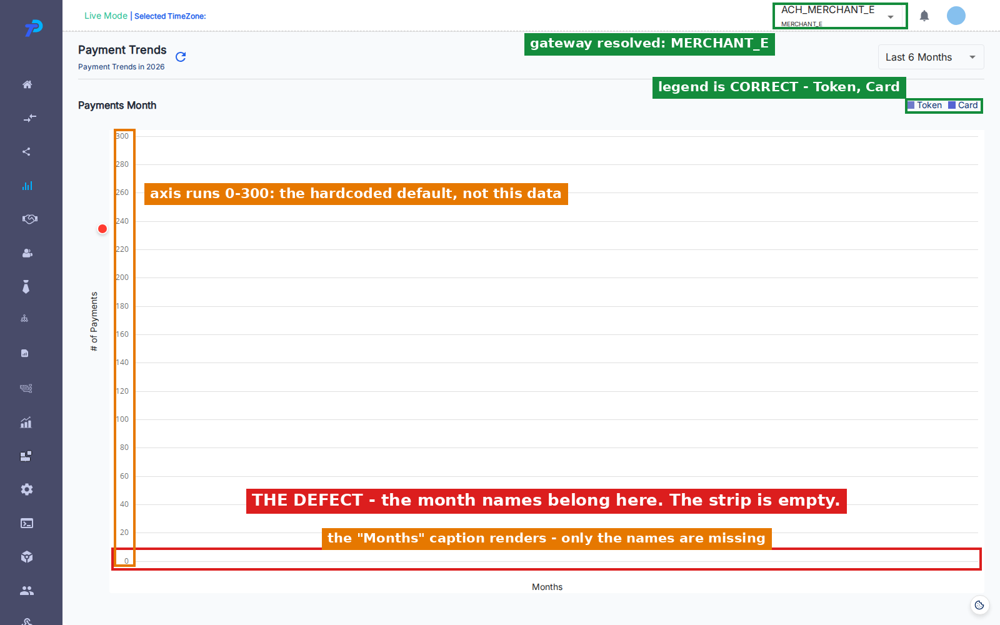 Live Mode | Selected TimeZone:
ACH_MERCHANT_E
MERCHANT_E
gateway resolved: MERCHANT_E
Payment Trends
Payment Trends in 2026
Last 6 Months
legend is CORRECT - Token, Card
Payments Month
Token Card
300
280
axis runs 0-300: the hardcoded default, not this data
260
240
220
200
180
# of Payments
160
140
120
100
80
60
THE DEFECT - the month names belong here. The strip is empty.
40
20
the "Months" caption renders - only the names are missing
0
Months